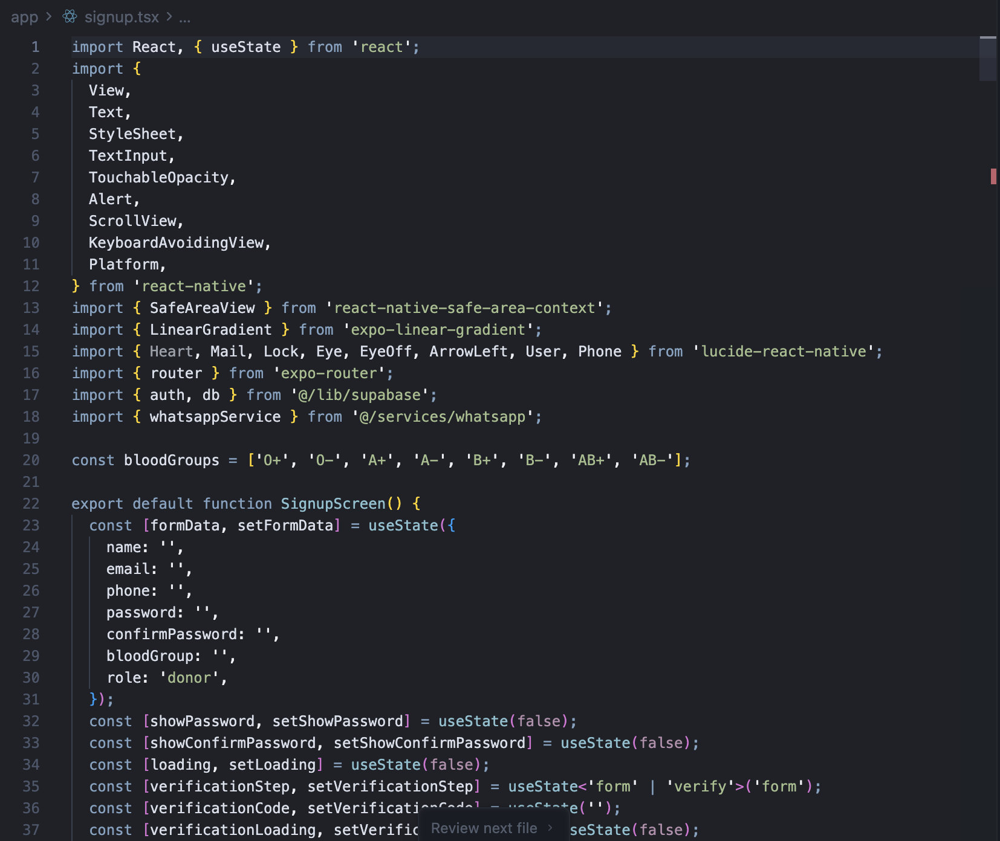 app > signup.tsx > ...
1 import React, { useState } from 'react';
2 import {
3   View,
4   Text,
5   StyleSheet,
6   TextInput,
7   TouchableOpacity,
8   Alert,
9   ScrollView,
10   KeyboardAvoidingView,
11   Platform,
12 } from 'react-native';
13 import { SafeAreaView } from 'react-native-safe-area-context';
14 import { LinearGradient } from 'expo-linear-gradient';
15 import { Heart, Mail, Lock, Eye, EyeOff, ArrowLeft, User, Phone } from 'lucide-react-native';
16 import { router } from 'expo-router';
17 import { auth, db } from '@/lib/supabase';
18 import { whatsappService } from '@/services/whatsapp';
19
20 const bloodGroups = ['O+', 'O-', 'A+', 'A-', 'B+', 'B-', 'AB+', 'AB-'];
21
22 export default function SignupScreen() {
23   const [formData, setFormData] = useState({
24     name: '',
25     email: '',
26     phone: '',
27     password: '',
28     confirmPassword: '',
29     bloodGroup: '',
30     role: 'donor',
31   });
32   const [showPassword, setShowPassword] = useState(false);
33   const [showConfirmPassword, setShowConfirmPassword] = useState(false);
34   const [loading, setLoading] = useState(false);
35   const [verificationStep, setVerificationStep] = useState<'form' | 'verify'>('form');
36   const [verificationCode, setVerificationCode] = useState('');
37   const [verificationLoading, setVerific seState(false);
Review next file >